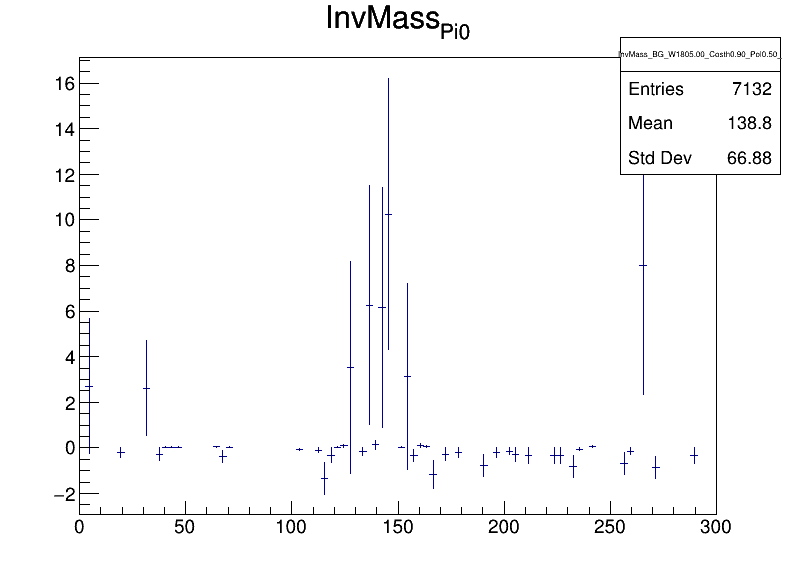 InvMass_Pi0
InvMass_BG_W1805.00_Costh0.90_Pol0.50_
Entries 7132
Mean 138.8
Std Dev 66.88
16
14
12
10
8
6
4
2
0
−2
0 50 100 150 200 250 300